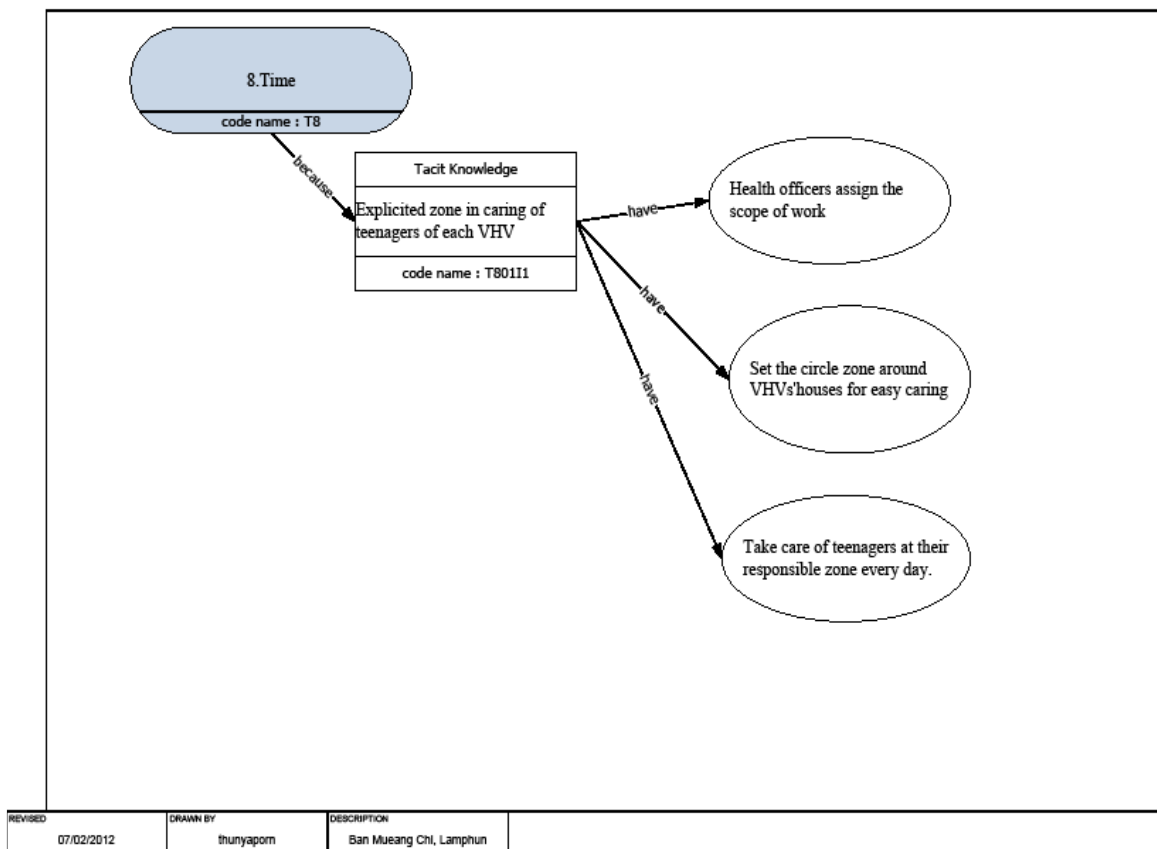 8.Time
code name : T8
because
Tacit Knowledge
Explicited zone in caring of
teenagers of each VHV
code name : T801I1
have
Health officers assign the
scope of work
have
Set the circle zone around
VHVs'houses for easy caring
have
Take care of teenagers at their
responsible zone every day.
REVISED
07/02/2012
DRAWN BY
thunyaporn
DESCRIPTION
Ban Mueang Chi, Lamphun